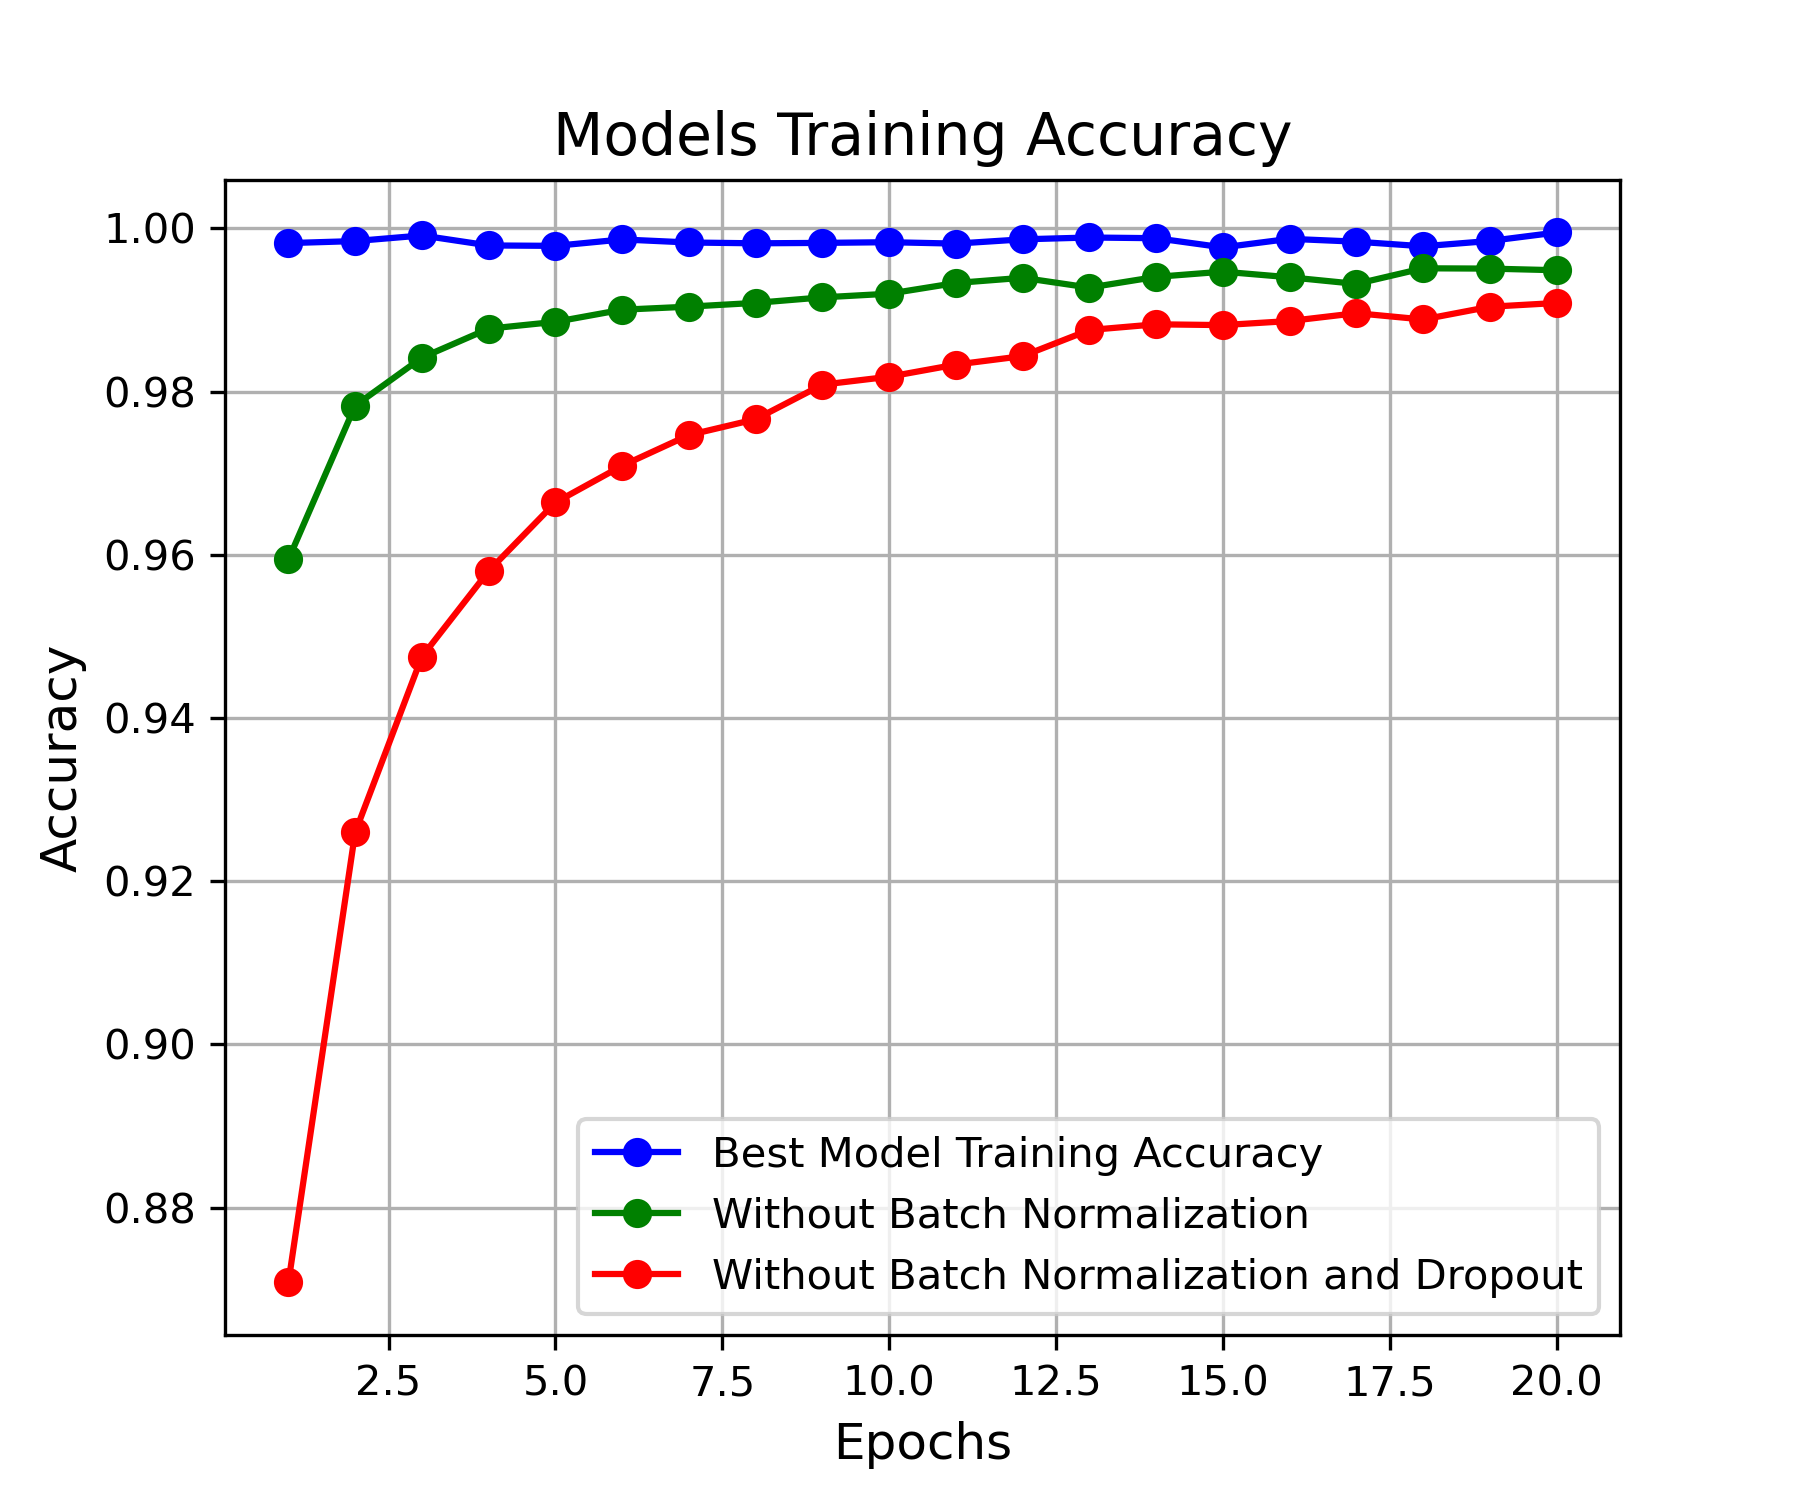 Models Training Accuracy
1.00
0.98
0.96
0.94
0.92
0.90
0.88
Accuracy
Best Model Training Accuracy
Without Batch Normalization
Without Batch Normalization and Dropout
2.5 5.0 7.5 10.0 12.5 15.0 17.5 20.0
Epochs